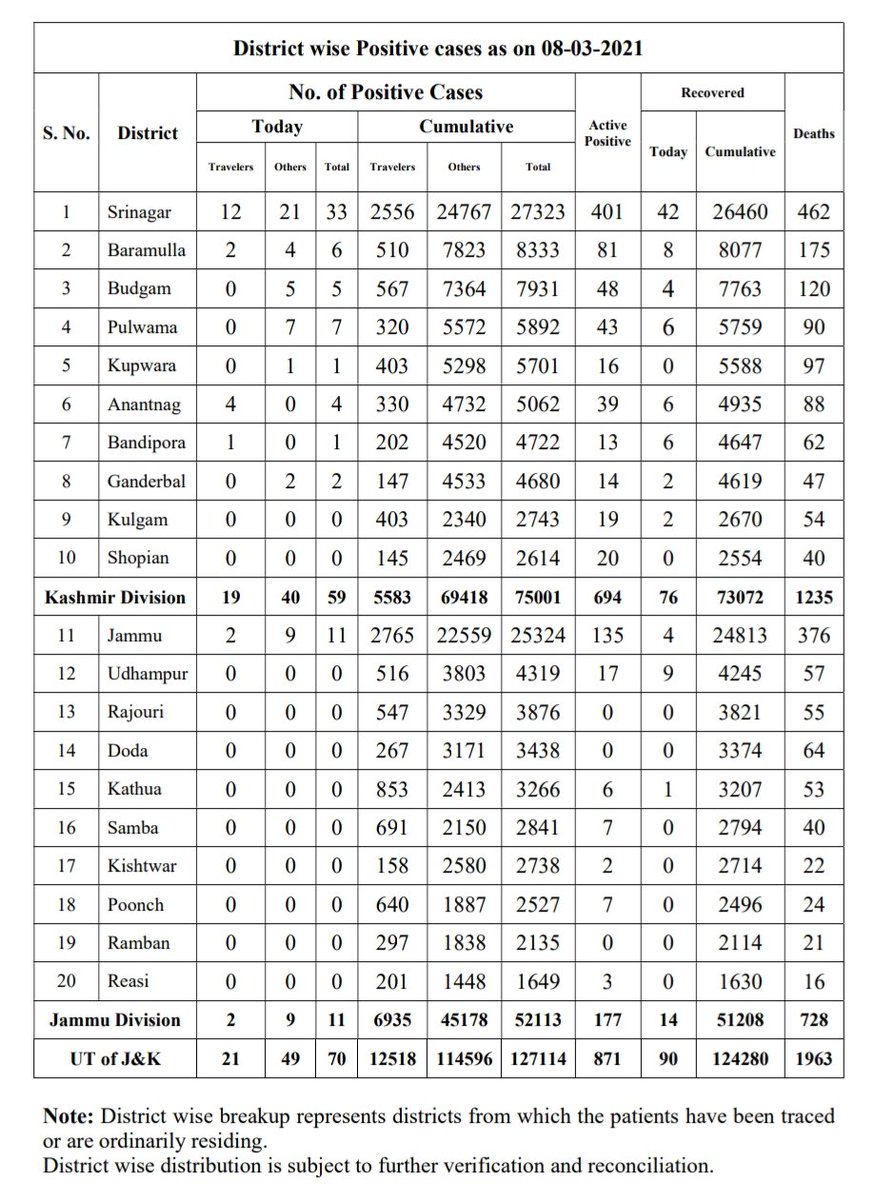 District wise Positive cases as on 08-03-2021
S. No. District No. of Positive Cases Active Positive Recovered Deaths
Today Cumulative Today Cumulative
Travelers Others Total Travelers Others Total
1 Srinagar 12 21 33 2556 24767 27323 401 42 26460 462
2 Baramulla 2 4 6 510 7823 8333 81 8 8077 175
3 Budgam 0 5 5 567 7364 7931 48 4 7763 120
4 Pulwama 0 7 7 320 5572 5892 43 6 5759 90
5 Kupwara 0 1 1 403 5298 5701 16 0 5588 97
6 Anantnag 4 0 4 330 4732 5062 39 6 4935 88
7 Bandipora 1 0 1 202 4520 4722 13 6 4647 62
8 Ganderbal 0 2 2 147 4533 4680 14 2 4619 47
9 Kulgam 0 0 0 403 2340 2743 19 2 2670 54
10 Shopian 0 0 0 145 2469 2614 20 0 2554 40
Kashmir Division 19 40 59 5583 69418 75001 694 76 73072 1235
11 Jammu 2 9 11 2765 22559 25324 135 4 24813 376
12 Udhampur 0 0 0 516 3803 4319 17 9 4245 57
13 Rajouri 0 0 0 547 3329 3876 0 0 3821 55
14 Doda 0 0 0 267 3171 3438 0 0 3374 64
15 Kathua 0 0 0 853 2413 3266 6 1 3207 53
16 Samba 0 0 0 691 2150 2841 7 0 2794 40
17 Kishtwar 0 0 0 158 2580 2738 2 0 2714 22
18 Poonch 0 0 0 640 1887 2527 7 0 2496 24
19 Ramban 0 0 0 297 1838 2135 0 0 2114 21
20 Reasi 0 0 0 201 1448 1649 3 0 1630 16
Jammu Division 2 9 11 6935 45178 52113 177 14 51208 728
UT of J&K 21 49 70 12518 114596 127114 871 90 124280 1963
Note: District wise breakup represents districts from which the patients have been traced
or are ordinarily residing.
District wise distribution is subject to further verification and reconciliation.